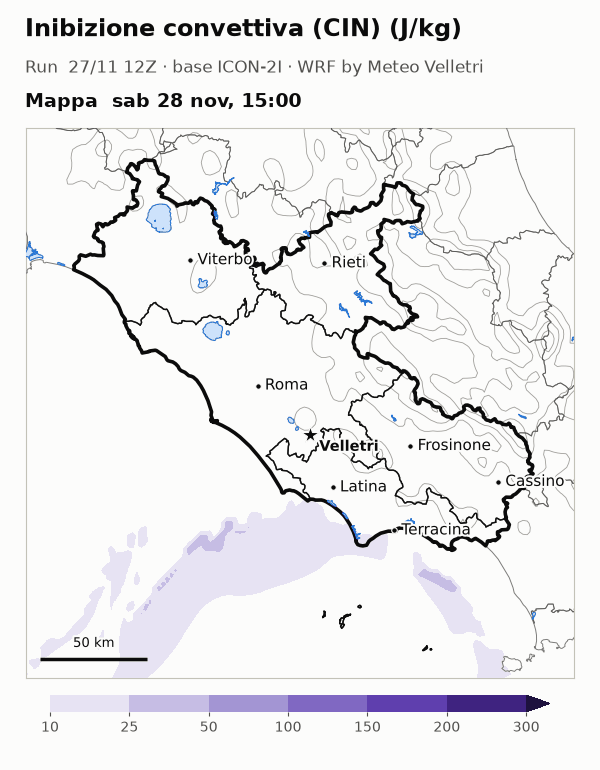 Inibizione convettiva (CIN) (J/kg)
Run  27/11 12Z · base ICON-2I · WRF by Meteo Velletri
Mappa  sab 28 nov, 15:00
Viterbo
Rieti
Roma
Velletri
Frosinone
Cassino
Latina
Terracina
50 km
10 25 50 100 150 200 300